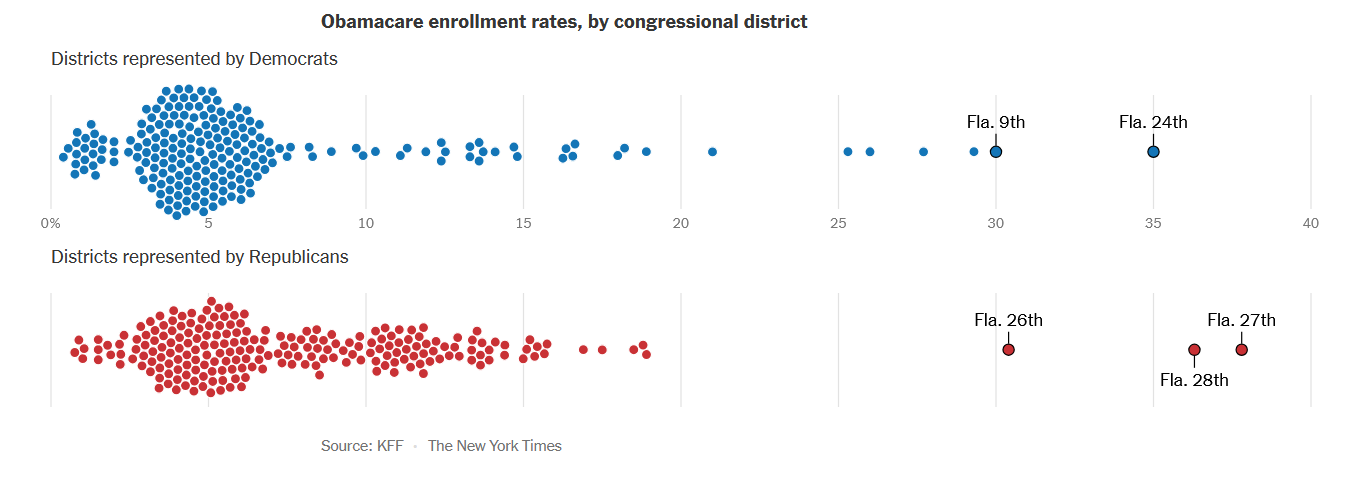 Obamacare enrollment rates, by congressional district
Districts represented by Democrats
Fla. 9th
Fla. 24th
0%
5
10
15
20
25
30
35
40
Districts represented by Republicans
Fla. 26th
Fla. 27th
Fla. 28th
Source: KFF · The New York Times